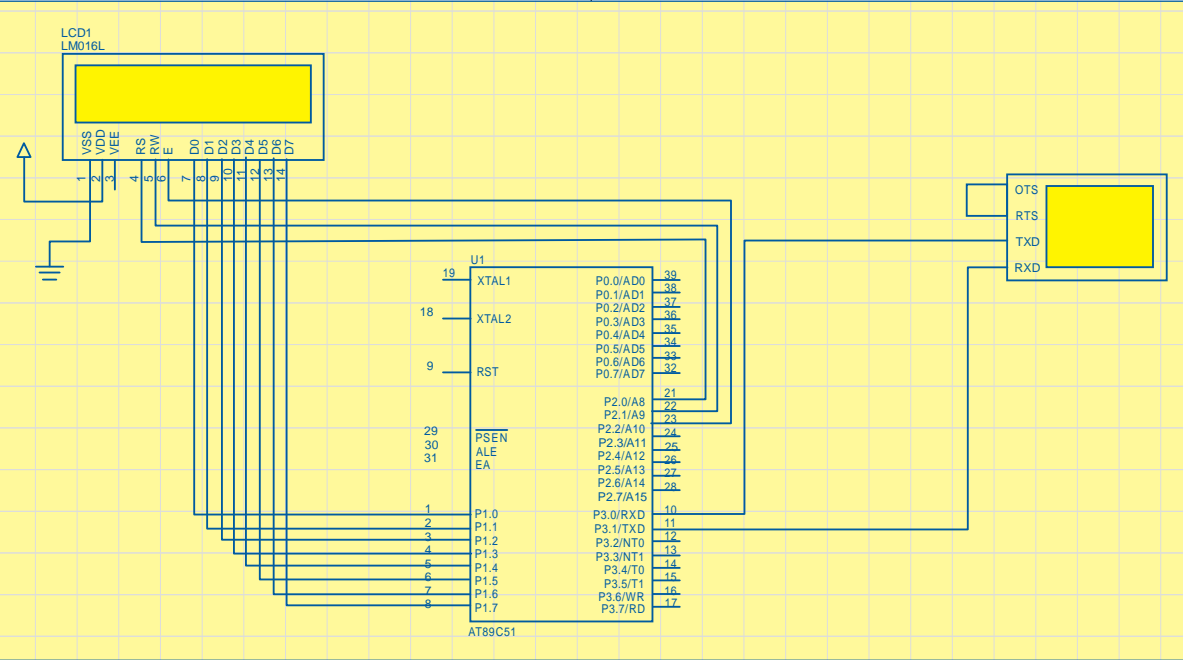 LCD1
LM016L
VSS
VDD
VEE
RS
RW
E
D0
D1
D2
D3
D4
D5
D6
D7
1
2
3
4
5
6
7
8
9
10
11
12
13
14
OTS
RTS
TXD
RXD
U1
19 XTAL1
18 XTAL2
9 RST
29 PSEN
30 ALE
31 EA
1 P1.0
2 P1.1
3 P1.2
4 P1.3
5 P1.4
6 P1.5
7 P1.6
8 P1.7
P0.0/AD0 39
P0.1/AD1 38
P0.2/AD2 37
P0.3/AD3 36
P0.4/AD4 35
P0.5/AD5 34
P0.6/AD6 33
P0.7/AD7 32
P2.0/A8 21
P2.1/A9 22
P2.2/A10 23
P2.3/A11 24
P2.4/A12 25
P2.5/A13 26
P2.6/A14 27
P2.7/A15 28
P3.0/RXD 10
P3.1/TXD 11
P3.2/NT0 12
P3.3/NT1 13
P3.4/T0 14
P3.5/T1 15
P3.6/WR 16
P3.7/RD 17
AT89C51